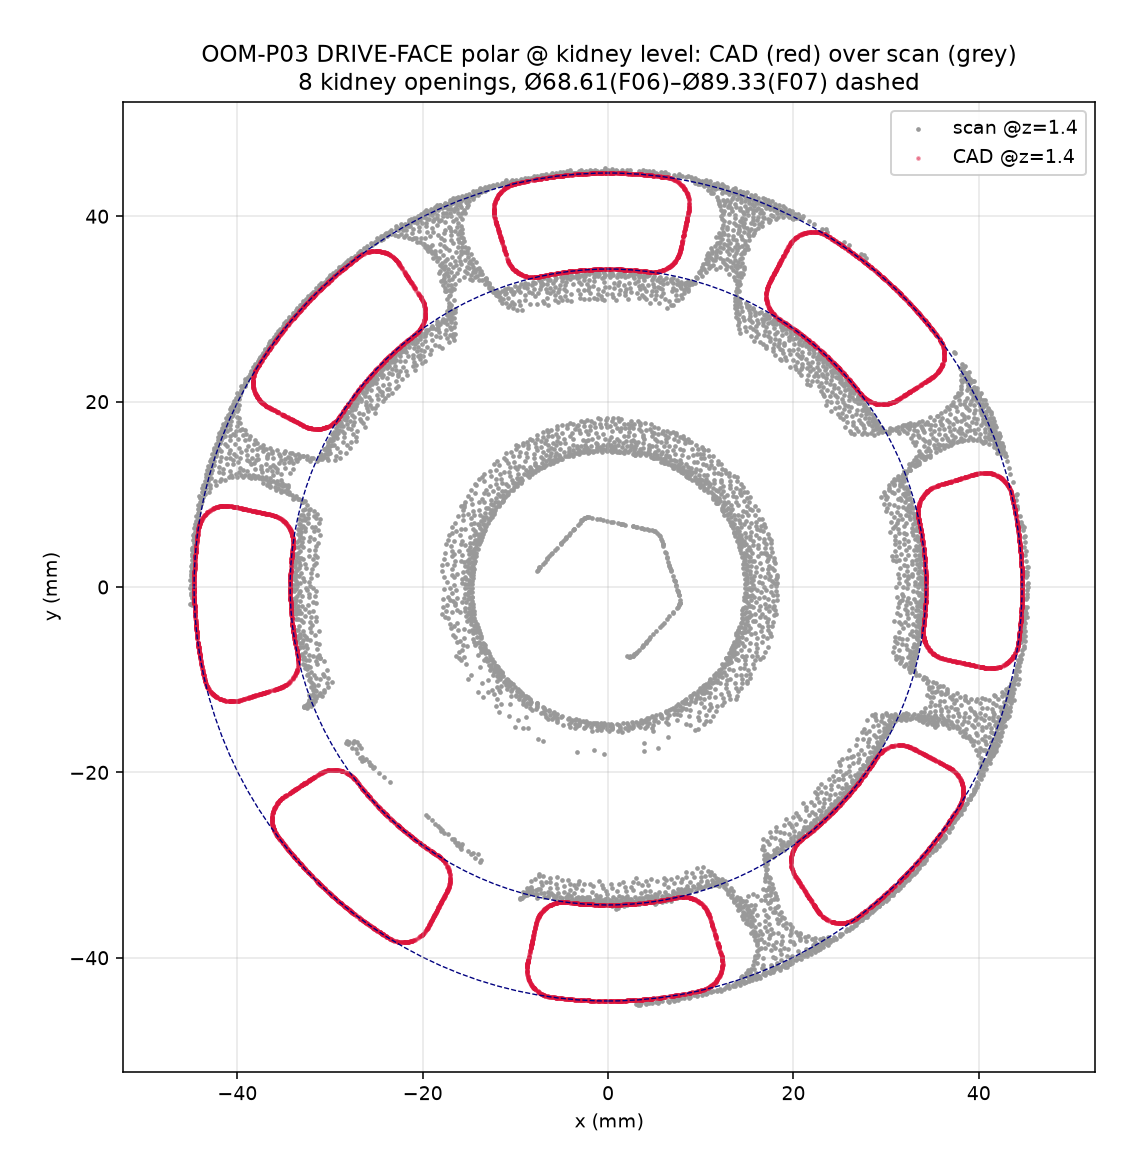 OOM-P03 DRIVE-FACE polar @ kidney level: CAD (red) over scan (grey)
8 kidney openings, Ø68.61(F06)–Ø89.33(F07) dashed
scan @z=1.4
CAD @z=1.4
40
20
0
−20
−40
y (mm)
−40
−20
0
20
40
x (mm)